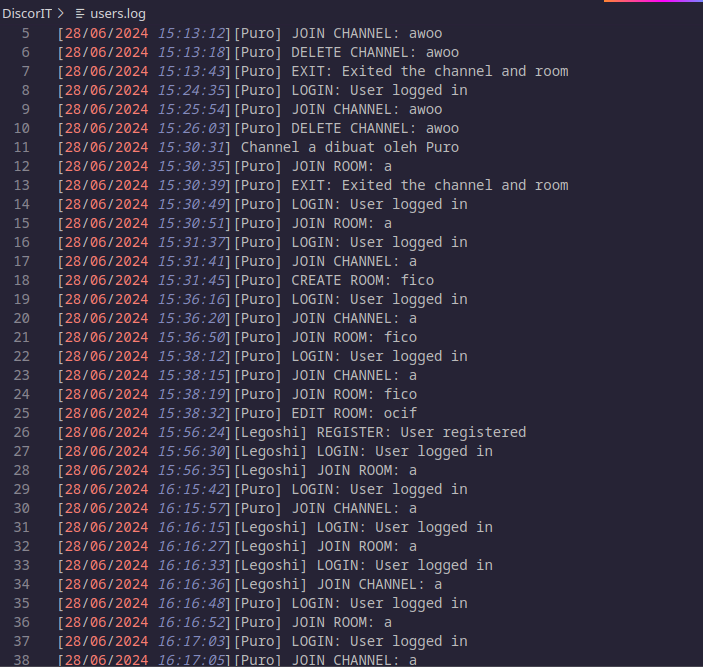 DiscorIT > users.log
5 [28/06/2024 15:13:12][Puro] JOIN CHANNEL: awoo
6 [28/06/2024 15:13:18][Puro] DELETE CHANNEL: awoo
7 [28/06/2024 15:13:43][Puro] EXIT: Exited the channel and room
8 [28/06/2024 15:24:35][Puro] LOGIN: User logged in
9 [28/06/2024 15:25:54][Puro] JOIN CHANNEL: awoo
10 [28/06/2024 15:26:03][Puro] DELETE CHANNEL: awoo
11 [28/06/2024 15:30:31] Channel a dibuat oleh Puro
12 [28/06/2024 15:30:35][Puro] JOIN ROOM: a
13 [28/06/2024 15:30:39][Puro] EXIT: Exited the channel and room
14 [28/06/2024 15:30:49][Puro] LOGIN: User logged in
15 [28/06/2024 15:30:51][Puro] JOIN ROOM: a
16 [28/06/2024 15:31:37][Puro] LOGIN: User logged in
17 [28/06/2024 15:31:41][Puro] JOIN CHANNEL: a
18 [28/06/2024 15:31:45][Puro] CREATE ROOM: fico
19 [28/06/2024 15:36:16][Puro] LOGIN: User logged in
20 [28/06/2024 15:36:20][Puro] JOIN CHANNEL: a
21 [28/06/2024 15:36:50][Puro] JOIN ROOM: fico
22 [28/06/2024 15:38:12][Puro] LOGIN: User logged in
23 [28/06/2024 15:38:15][Puro] JOIN CHANNEL: a
24 [28/06/2024 15:38:19][Puro] JOIN ROOM: fico
25 [28/06/2024 15:38:32][Puro] EDIT ROOM: ocif
26 [28/06/2024 15:56:24][Legoshi] REGISTER: User registered
27 [28/06/2024 15:56:30][Legoshi] LOGIN: User logged in
28 [28/06/2024 15:56:35][Legoshi] JOIN ROOM: a
29 [28/06/2024 16:15:42][Puro] LOGIN: User logged in
30 [28/06/2024 16:15:57][Puro] JOIN CHANNEL: a
31 [28/06/2024 16:16:15][Legoshi] LOGIN: User logged in
32 [28/06/2024 16:16:27][Legoshi] JOIN ROOM: a
33 [28/06/2024 16:16:33][Legoshi] LOGIN: User logged in
34 [28/06/2024 16:16:36][Legoshi] JOIN CHANNEL: a
35 [28/06/2024 16:16:48][Puro] LOGIN: User logged in
36 [28/06/2024 16:16:52][Puro] JOIN ROOM: a
37 [28/06/2024 16:17:03][Puro] LOGIN: User logged in
38 [28/06/2024 16:17:05][Puro] JOIN CHANNEL: a